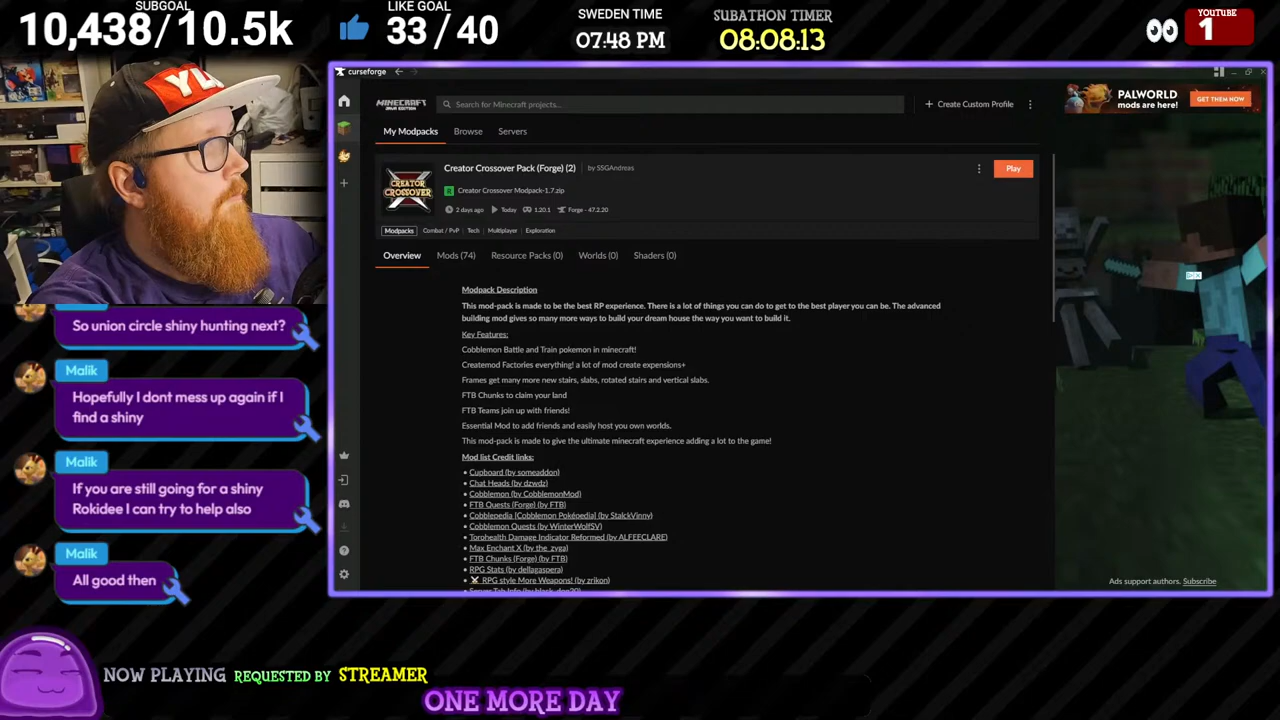 SUBGOAL
10,438/10.5k
LIKE GOAL
33 / 40
SWEDEN TIME
07:48 PM
SUBATHON TIMER
08:08:13
YOUTUBE
1
YL
So union circle shiny hunting next?
Malik
Hopefully I dont mess up again if I
find a shiny
Malik
If you are still going for a shiny
Rokidee I can try to help also
Malik
All good then
curseforge
MINECRAFT
Search for Minecraft projects...
Create Custom Profile
PALWORLD
mods are here!
GET THEM NOW
My Modpacks
Browse
Servers
CREATOR
CROSSOVER
Creator Crossover Pack (Forge) (2)
by SSGAndreas
Play
R
Creator Crossover Modpack-1.7.zip
2 days ago
Today
1.20.1
Forge - 47.2.20
Modpacks
Combat / PvP
Tech
Multiplayer
Exploration
Overview
Mods (74)
Resource Packs (0)
Worlds (0)
Shaders (0)
Modpack Description
This mod-pack is made to be the best RP experience. There is a lot of things you can do to get to the best player you can be. The advanced
building mod gives so many more ways to build your dream house the way you want to build it.
Key Features:
Cobblemon Battle and Train pokemon in minecraft!
Createmod Factories everything! a lot of mod create expensions+
Frames get many more new stairs, slabs, rotated stairs and vertical slabs.
FTB Chunks to claim your land
FTB Teams join up with friends!
Essential Mod to add friends and easily host you own worlds.
This mod-pack is made to give the ultimate minecraft experience adding a lot to the game!
Mod list Credit links:
• Cupboard (by someaddon)
• Chat Heads (by dzwdz)
• Cobblemon (by CobblemonMod)
• FTB Quests (Forge) (by FTB)
• Cobblepedia [Cobblemon Poképedia] (by StalckVinny)
• Cobblemon Quests (by WinterWolfSV)
• Torohealth Damage Indicator Reformed (by ALFEECLARE)
• Max Enchant X (by the_zyga)
• FTB Chunks (Forge) (by FTB)
• RPG Stats (by dellagaspera)
• RPG style More Weapons! (by zrikon)
Ads support authors. Subscribe
NOW PLAYING REQUESTED BY STREAMER
ONE MORE DAY